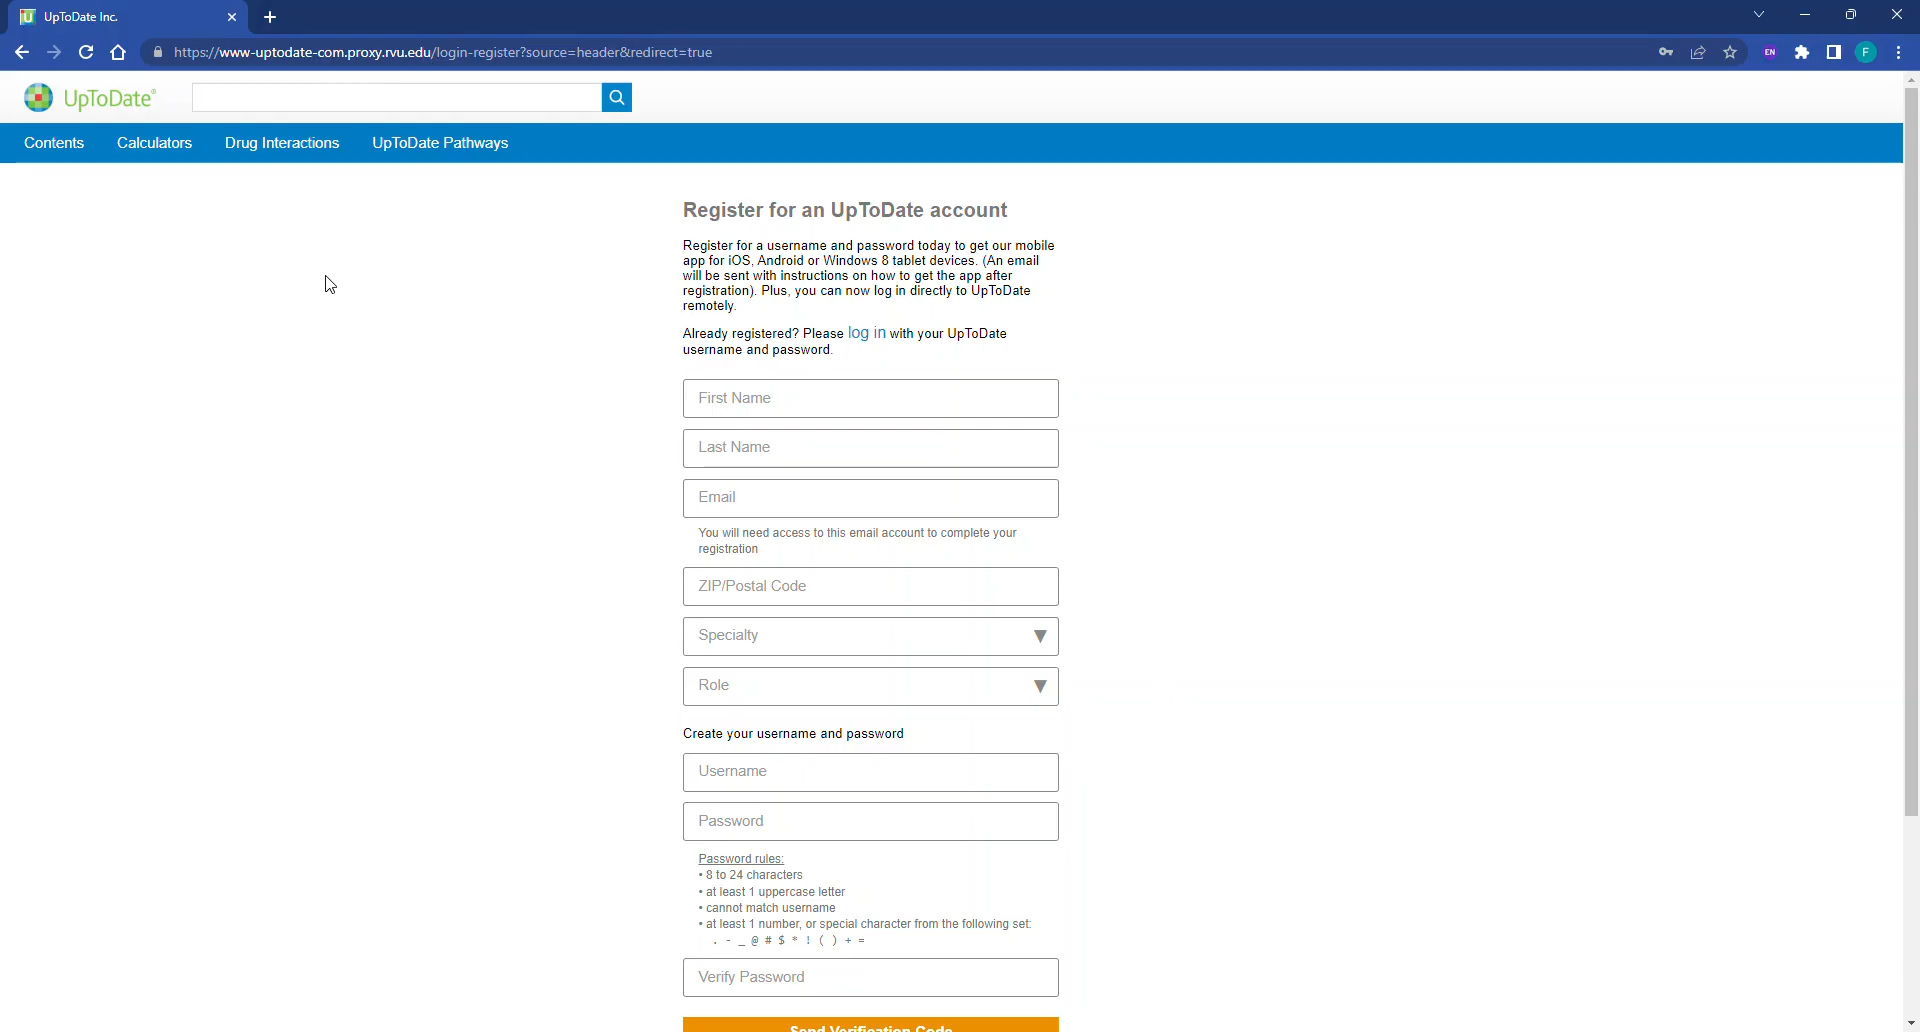 UpToDate Inc.
https://www-uptodate-com.proxy.rvu.edu/login-register?source=header&redirect=true
EN
F
UpToDate®
Contents Calculators Drug Interactions UpToDate Pathways
Register for an UpToDate account
Register for a username and password today to get our mobile
app for iOS, Android or Windows 8 tablet devices. (An email
will be sent with instructions on how to get the app after
registration). Plus, you can now log in directly to UpToDate
remotely.
Already registered? Please log in with your UpToDate
username and password.
First Name
Last Name
Email
You will need access to this email account to complete your
registration
ZIP/Postal Code
Specialty
Role
Create your username and password
Username
Password
Password rules:
• 8 to 24 characters
• at least 1 uppercase letter
• cannot match username
• at least 1 number, or special character from the following set:
. - _ @ # $ * ! ( ) + =
Verify Password
Send Verification Code